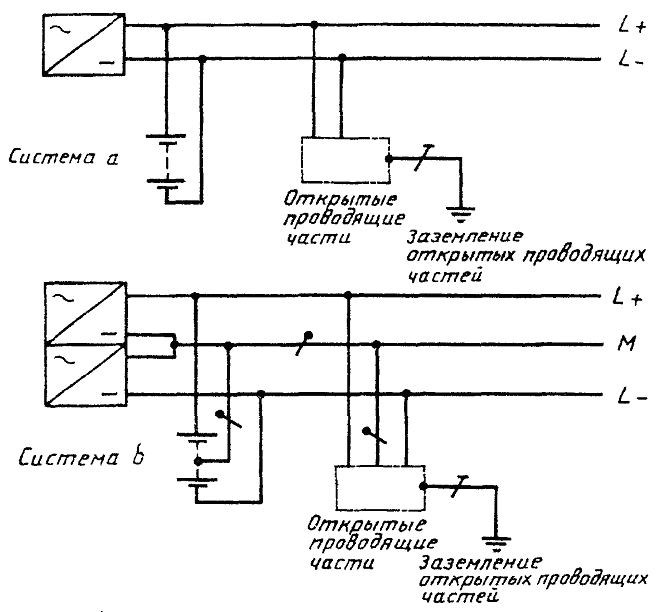 L+
L-
Система a
Открытые
проводящие
части
Заземление
открытых проводящих
частей
L+
M
L-
Система b
Открытые
проводящие
части
Заземление
открытых проводящих
частей